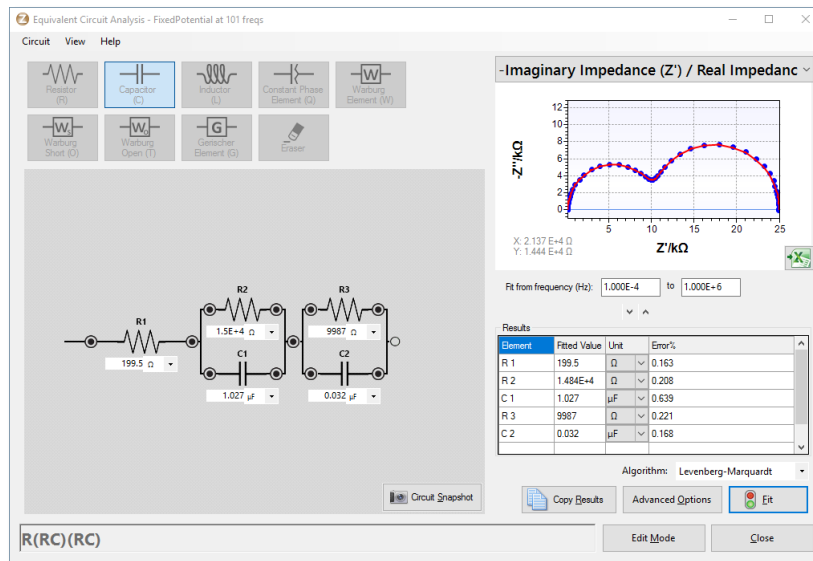 Equivalent Circuit Analysis - FixedPotential at 101 freqs
Circuit View Help
Resistor (R)
Capacitor (C)
Inductor (L)
Constant Phase Element (Q)
Warburg Element (W)
Warburg Short (O)
Warburg Open (T)
Gerischer Element (G)
Eraser
-Imaginary Impedance (Z') / Real Impedanc
-Z''/kΩ
12
10
8
6
4
2
0
5 10 15 20 25
X: 2.137 E+4 Ω
Y: 1.444 E+4 Ω
Z'/kΩ
Fit from frequency (Hz): 1.000E-4 to 1.000E+6
R1
199.5 Ω
R2
1.5E+4 Ω
C1
1.027 µF
R3
9987 Ω
C2
0.032 µF
Results
Element Fitted Value Unit Error%
R 1 199.5 Ω 0.163
R 2 1.484E+4 Ω 0.208
C 1 1.027 µF 0.639
R 3 9987 Ω 0.221
C 2 0.032 µF 0.168
Algorithm: Levenberg-Marquardt
Circuit Snapshot
Copy Results
Advanced Options
Fit
R(RC)(RC)
Edit Mode
Close